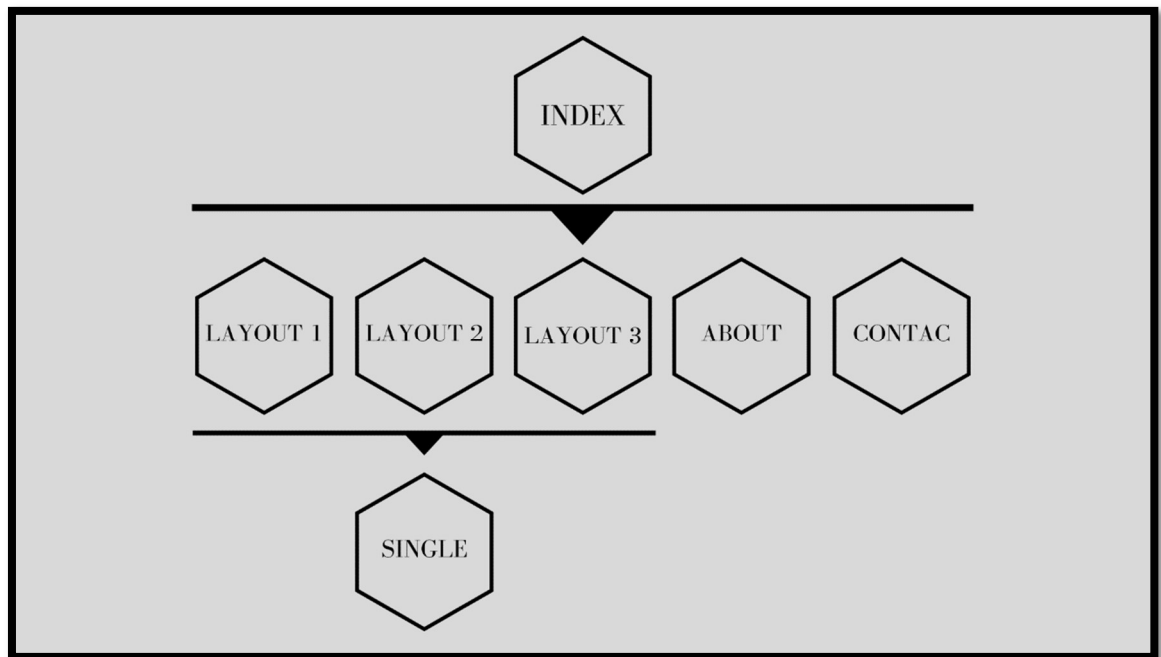 INDEX
LAYOUT 1
LAYOUT 2
LAYOUT 3
ABOUT
CONTAC
SINGLE